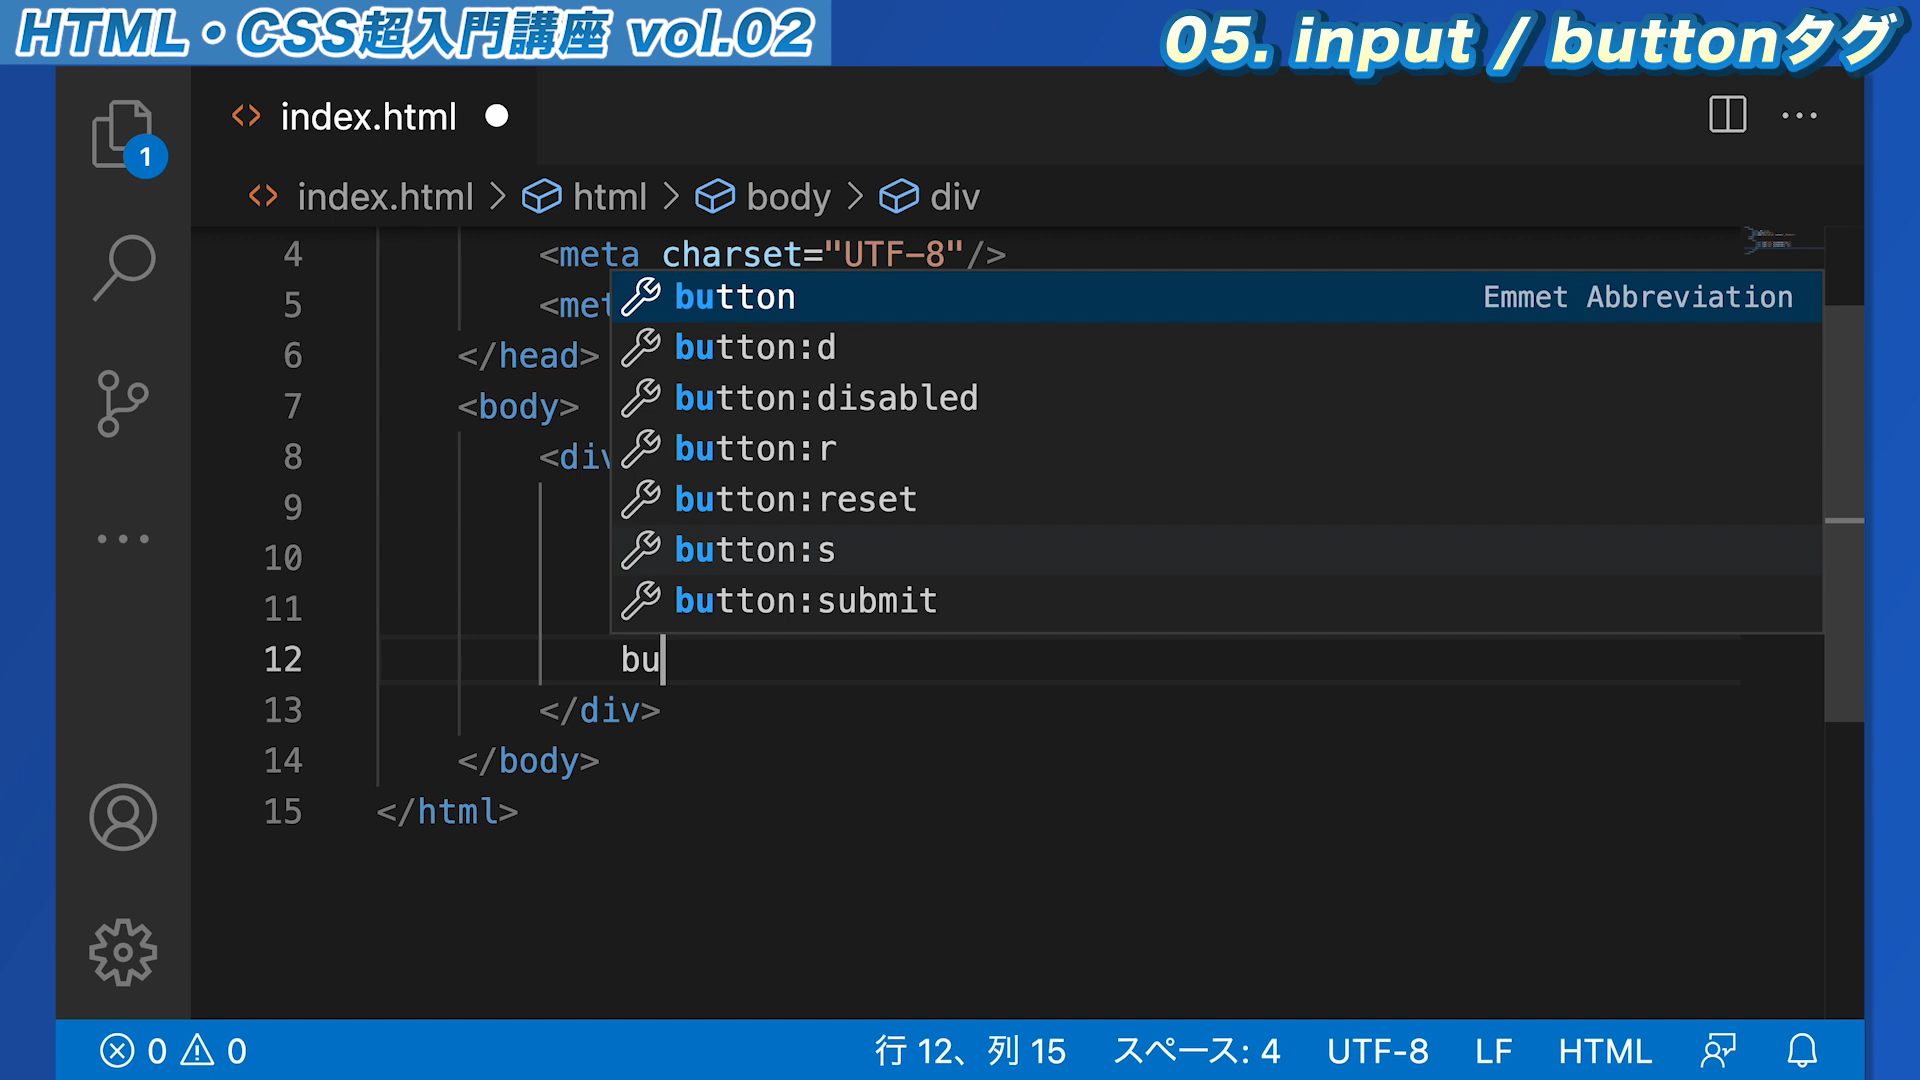 HTML・CSS超入門講座 vol.02
05. input / buttonタグ
1
index.html
index.html > html > body > div
4 <meta charset="UTF-8"/>
5 <met
6 </head>
7 <body>
8 <div
9
10
11
12 bu
13 </div>
14 </body>
15 </html>
button Emmet Abbreviation
button:d
button:disabled
button:r
button:reset
button:s
button:submit
0 0 行 12、列 15 スペース: 4 UTF-8 LF HTML